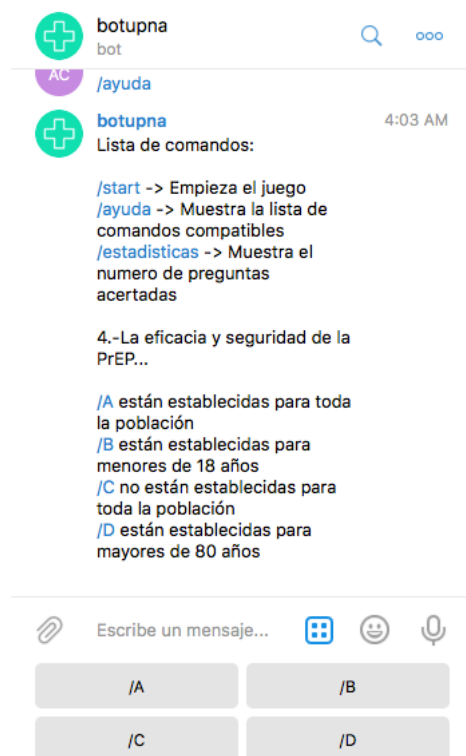 botupna
bot
AC
/ayuda
botupna 4:03 AM
Lista de comandos:
/start -> Empieza el juego
/ayuda -> Muestra la lista de
comandos compatibles
/estadisticas -> Muestra el
numero de preguntas
acertadas
4.-La eficacia y seguridad de la
PrEP...
/A están establecidas para toda
la población
/B están establecidas para
menores de 18 años
/C no están establecidas para
toda la población
/D están establecidas para
mayores de 80 años
Escribe un mensaje...
/A /B
/C /D